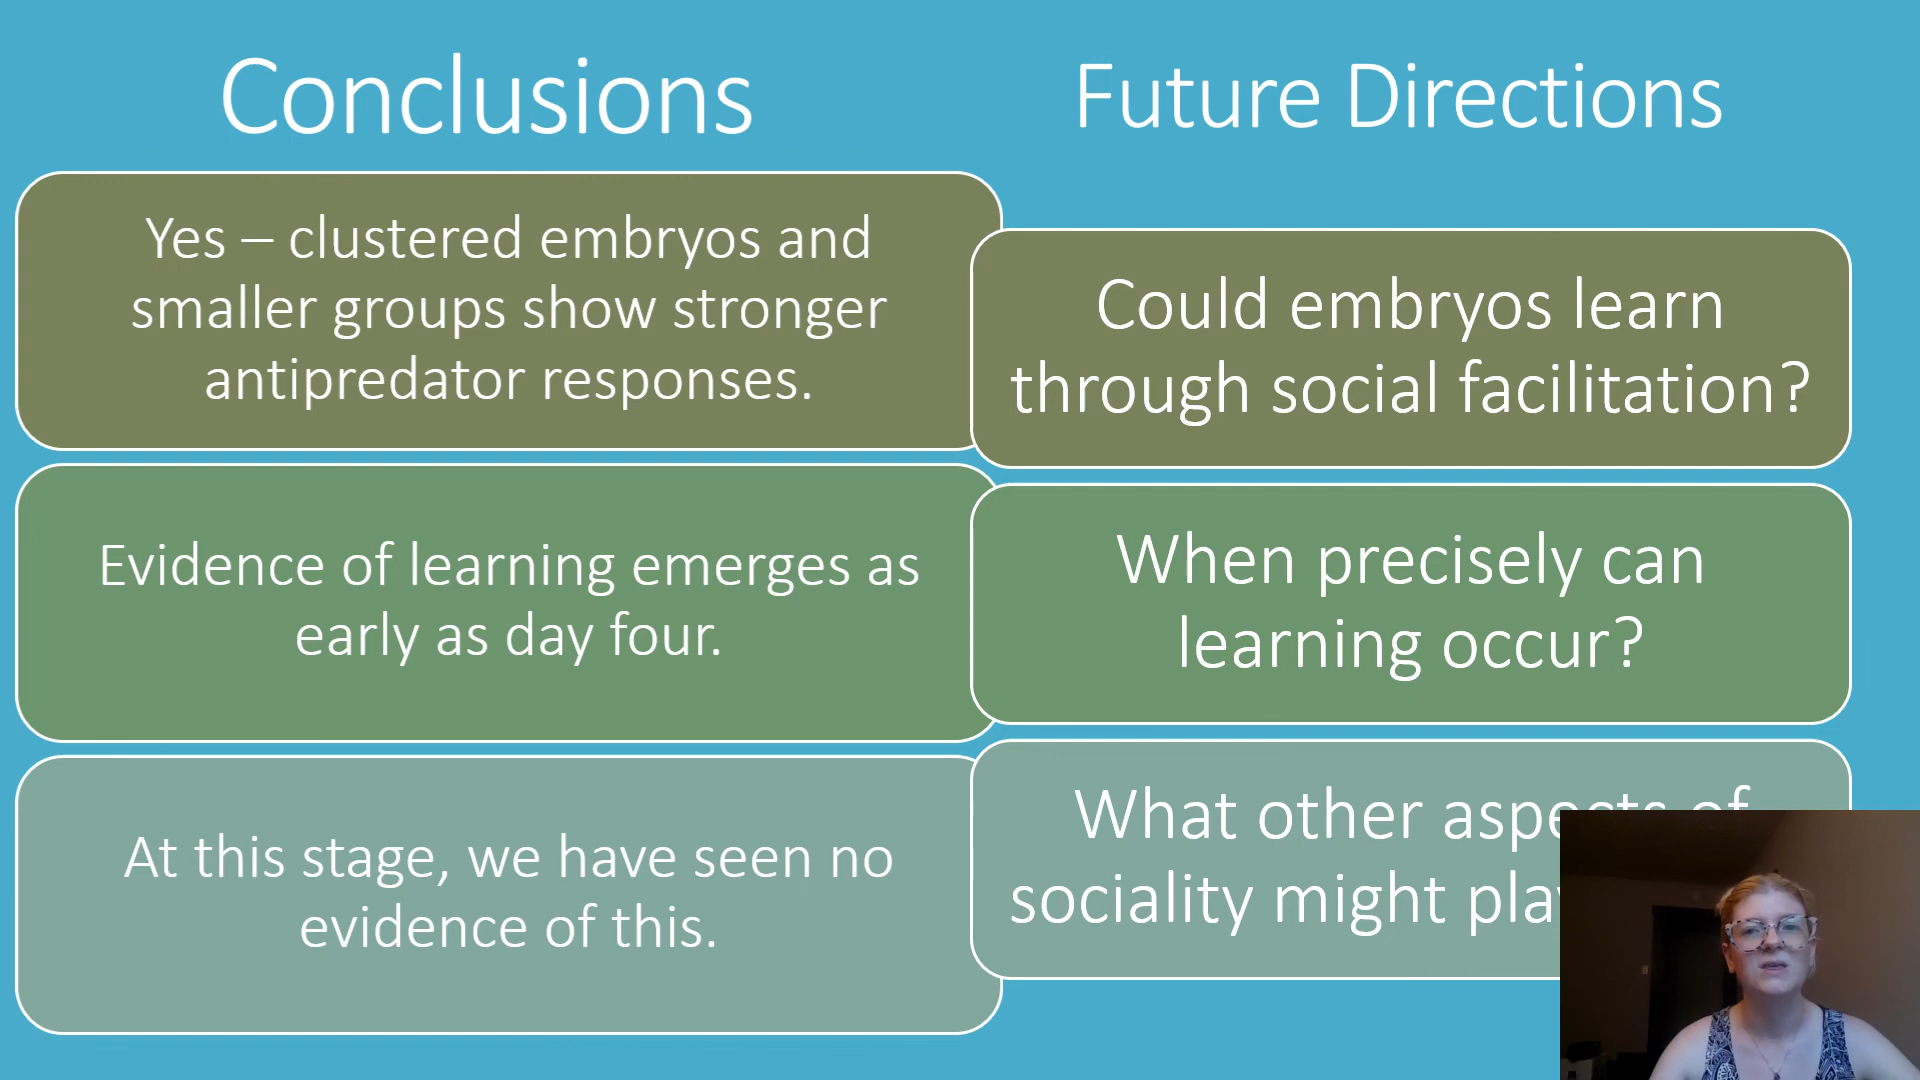 Conclusions
Yes – clustered embryos and
smaller groups show stronger
antipredator responses.
Evidence of learning emerges as
early as day four.
At this stage, we have seen no
evidence of this.
Future Directions
Could embryos learn
through social facilitation?
When precisely can
learning occur?
What other aspects of
sociality might play